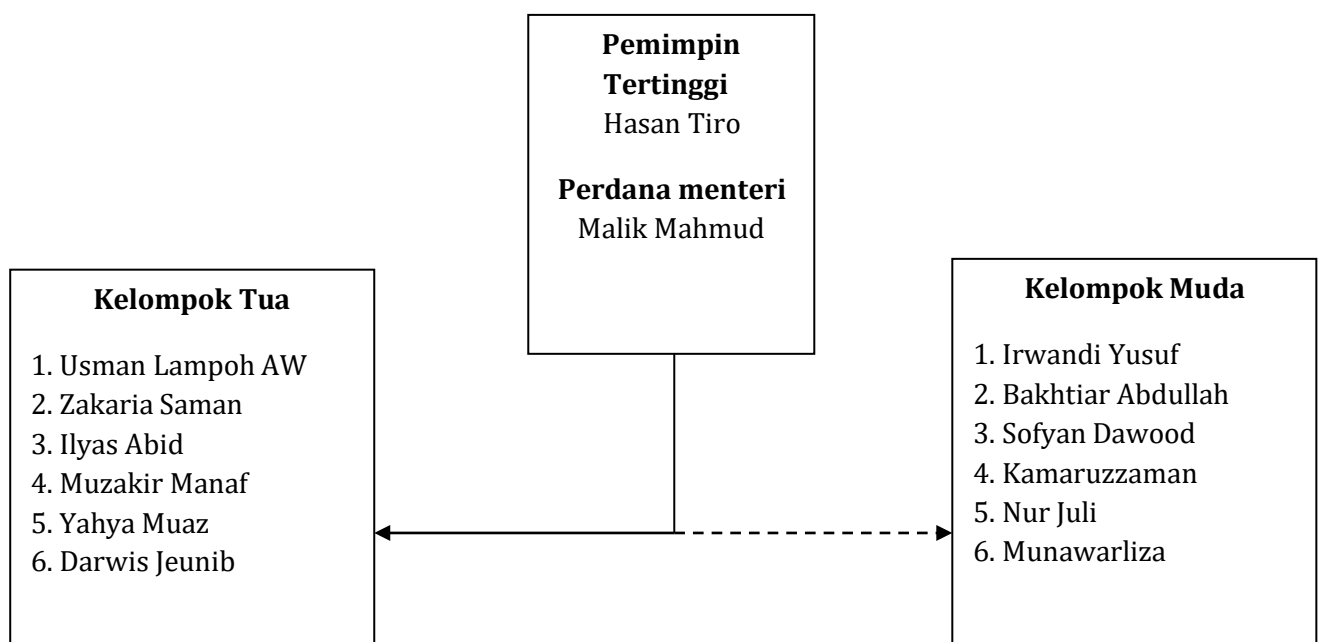 Pemimpin
Tertinggi
Hasan Tiro
Perdana menteri
Malik Mahmud
Kelompok Tua
1. Usman Lampoh AW
2. Zakaria Saman
3. Ilyas Abid
4. Muzakir Manaf
5. Yahya Muaz
6. Darwis Jeunib
Kelompok Muda
1. Irwandi Yusuf
2. Bakhtiar Abdullah
3. Sofyan Dawood
4. Kamaruzzaman
5. Nur Juli
6. Munawarliza